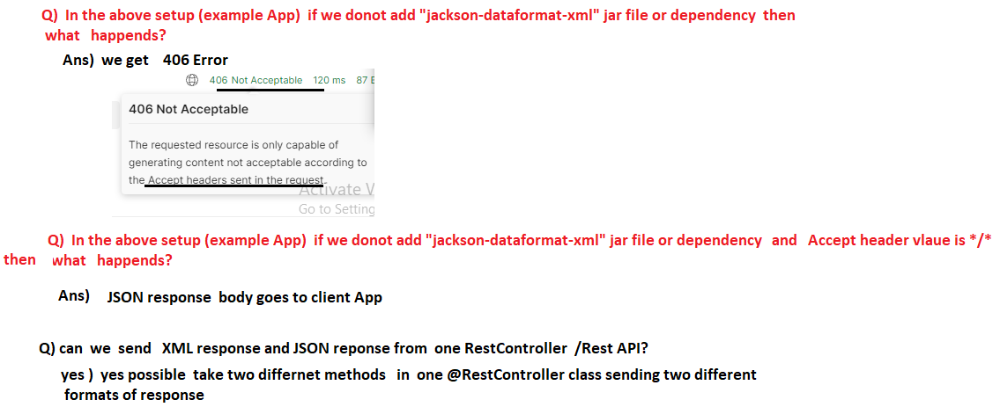 Q) In the above setup (example App) if we donot add "jackson-dataformat-xml" jar file or dependency then
what happends?
Ans) we get 406 Error
406 Not Acceptable 120 ms 87
406 Not Acceptable
The requested resource is only capable of
generating content not acceptable according to
the Accept headers sent in the request.
Activate
Go to Setting
Q) In the above setup (example App) if we donot add "jackson-dataformat-xml" jar file or dependency and Accept header vlaue is */*
then what happends?
Ans) JSON response body goes to client App
Q) can we send XML response and JSON reponse from one RestController /Rest API?
yes ) yes possible take two differnet methods in one @RestController class sending two different
formats of response